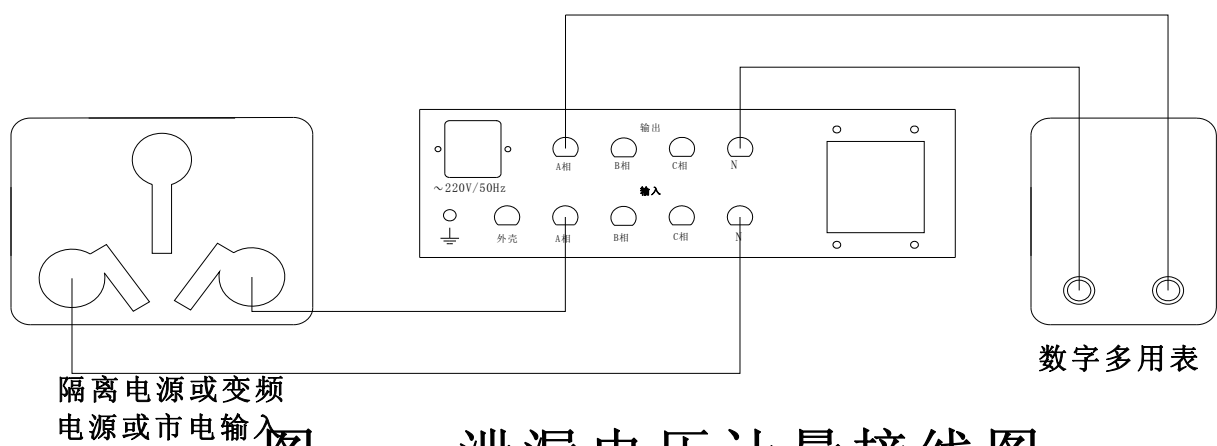 输出
A相 B相 C相 N
～220V/50Hz
输入
外壳 A相 B相 C相 N
数字多用表
隔离电源或变频
电源或市电输入
图 泄漏电压计量接线图